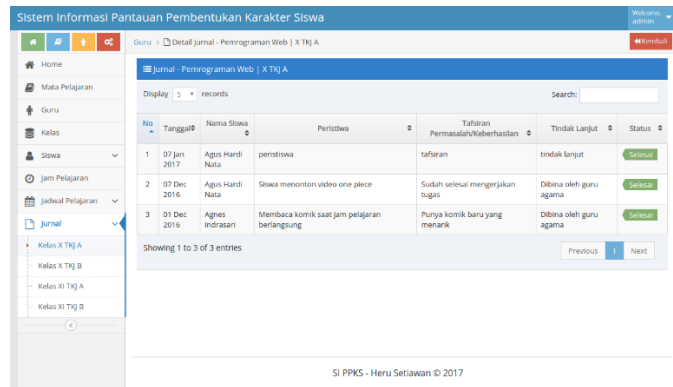 Sistem Informasi Pantauan Pembentukan Karakter Siswa
Welcome,
admin
Guru > Detail Jurnal - Pemrograman Web | X TKJ A
Kembali
Home
Mata Pelajaran
Guru
Kelas
Siswa
Jam Pelajaran
Jadwal Pelajaran
Jurnal
Kelas X TKJ A
Kelas X TKJ B
Kelas XI TKJ A
Kelas XI TKJ B
Jurnal - Pemrograman Web | X TKJ A
Display 5 records
Search:
No Tanggal Nama Siswa Peristiwa Tafsiran Permasalah/Keberhasilan Tindak Lanjut Status
1 07 Jan 2017 Agus Hardi Nata peristiswa tafsiran tindak lanjut Selesai
2 07 Dec 2016 Agus Hardi Nata Siswa menonton video one piece Sudah selesai mengerjakan tugas Dibina oleh guru agama Selesai
3 01 Dec 2016 Agnes Indrasari Membaca komik saat jam pelajaran berlangsung Punya komik baru yang menarik Dibina oleh guru agama Selesai
Showing 1 to 3 of 3 entries
Previous 1 Next
SI PPKS - Heru Setiawan © 2017